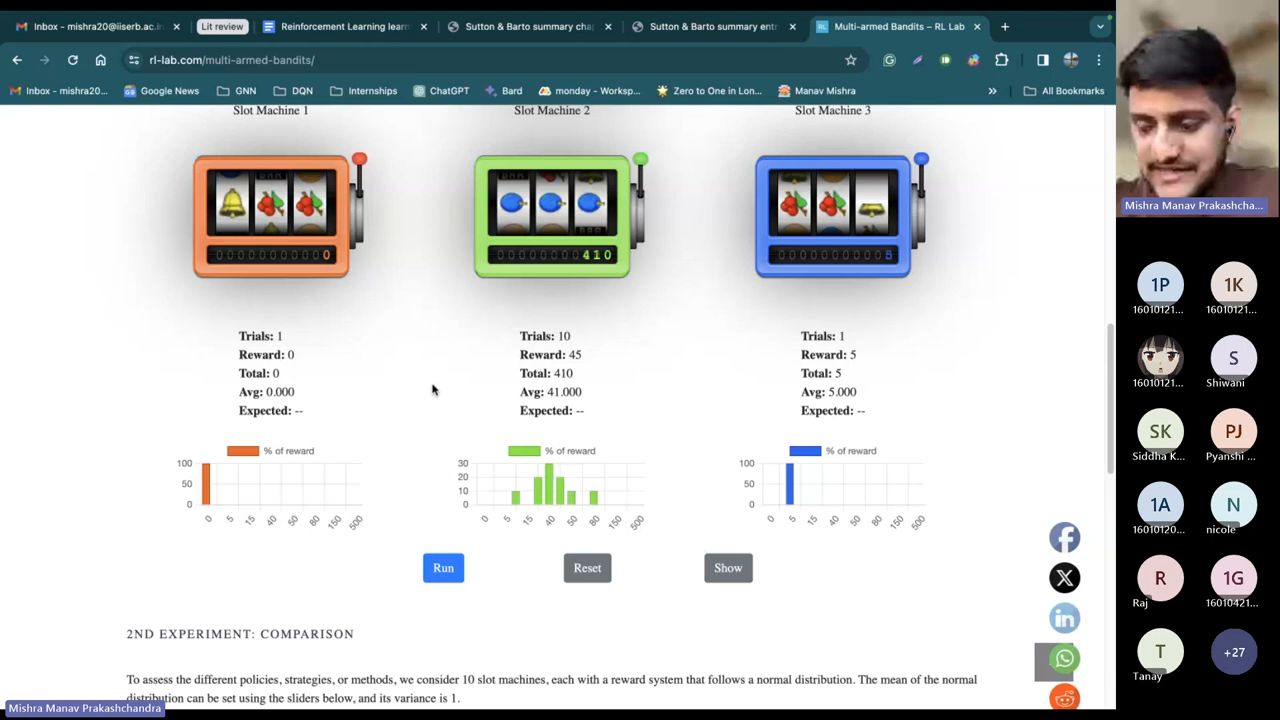 Inbox - mishra20@iiserb.ac.in
Lit review
Reinforcement Learning learn
Sutton & Barto summary cha
Sutton & Barto summary entr
Multi-armed Bandits – RL Lab
rl-lab.com/multi-armed-bandits/
Inbox - mishra20...
Google News
GNN
DQN
Internships
ChatGPT
Bard
monday - Worksp...
Zero to One in Lon...
Manav Mishra
»
All Bookmarks
Slot Machine 1
Slot Machine 2
Slot Machine 3
00000000000
0000000410
00000000005
Trials: 1
Reward: 0
Total: 0
Avg: 0.000
Expected: --
Trials: 10
Reward: 45
Total: 410
Avg: 41.000
Expected: --
Trials: 1
Reward: 5
Total: 5
Avg: 5.000
Expected: --
% of reward
100
50
0
0 5 15 40 50 80 150 500
% of reward
30
20
10
0
0 5 15 40 50 80 150 500
% of reward
100
50
0
0 5 15 40 50 80 150 500
Run
Reset
Show
2ND EXPERIMENT: COMPARISON
To assess the different policies, strategies, or methods, we consider 10 slot machines, each with a reward system that follows a normal distribution. The mean of the normal
distribution can be set using the sliders below, and its variance is 1.
Mishra Manav Prakashchandra
Mishra Manav Prakashcha...
1P
16010121...
1K
16010121...
16010121...
S
Shiwani
SK
Siddha K...
PJ
Pyanshi ...
1A
16010120...
N
nicole
R
Raj
1G
16010421...
T
Tanay
+27